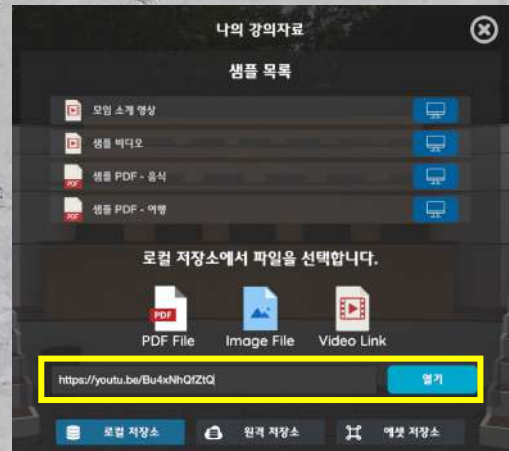 나의 강의자료
샘플 목록
모임 소개 영상
샘플 비디오
PDF 샘플 PDF - 음식
PDF 샘플 PDF - 여행
로컬 저장소에서 파일을 선택합니다.
PDF
PDF File Image File Video Link
https://youtu.be/Bu4xNhQfZtQ 열기
로컬 저장소 원격 저장소 에셋 저장소